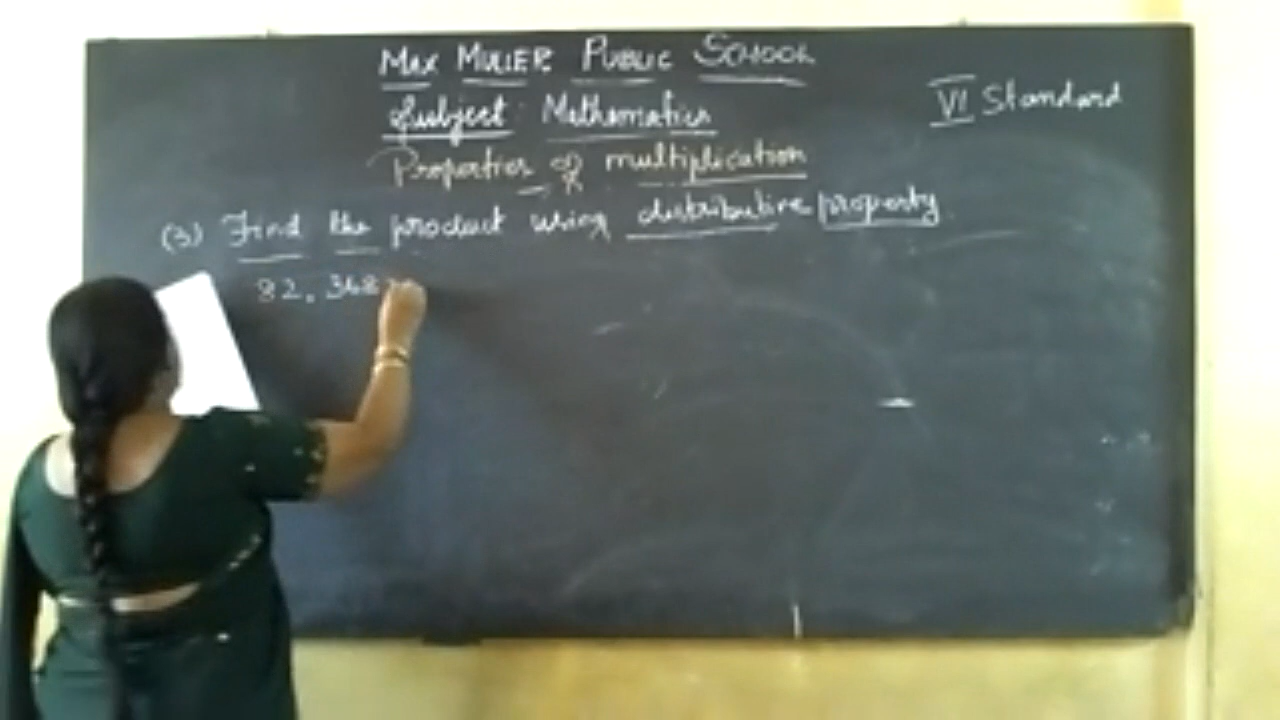 MAX MULLER PUBLIC SCHOOL
VI Standard
Subject: Mathematics
Properties of multiplication
(3) Find the product using distributive property.
82,368